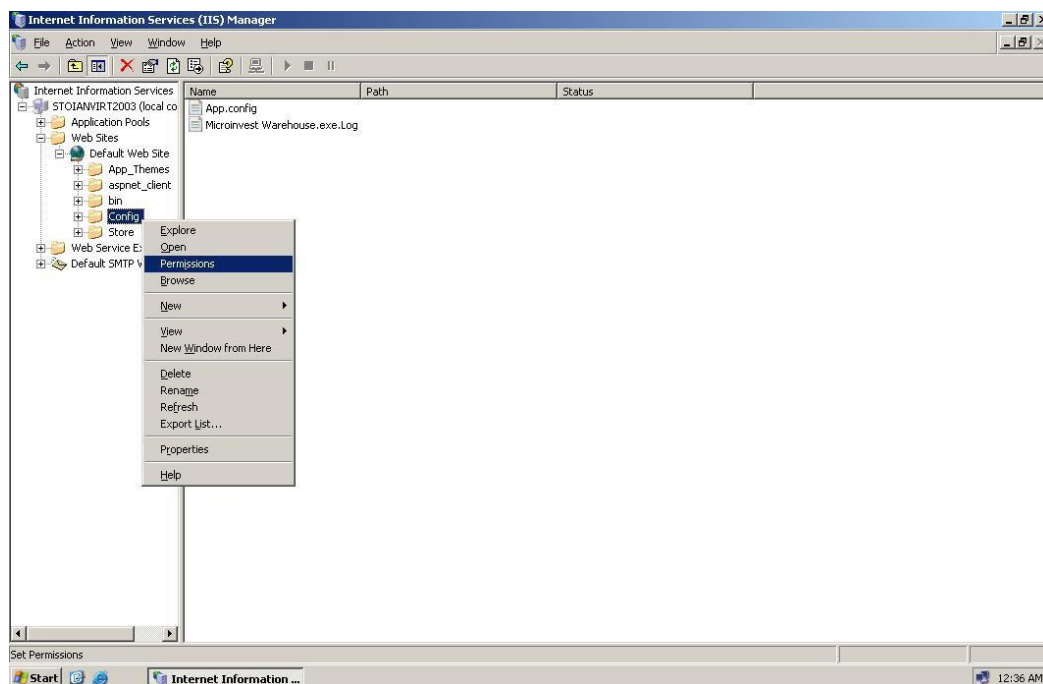 Internet Information Services (IIS) Manager
File Action View Window Help
Internet Information Services
STOIANVIRT2003 (local co
Application Pools
Web Sites
Default Web Site
App_Themes
aspnet_client
bin
Config
Store
Web Service E
Default SMTP V
Name Path Status
App.config
Microinvest Warehouse.exe.Log
Explore
Open
Permissions
Browse
New
View
New Window from Here
Delete
Rename
Refresh
Export List...
Properties
Help
Set Permissions
Start Internet Information ... 12:36 AM